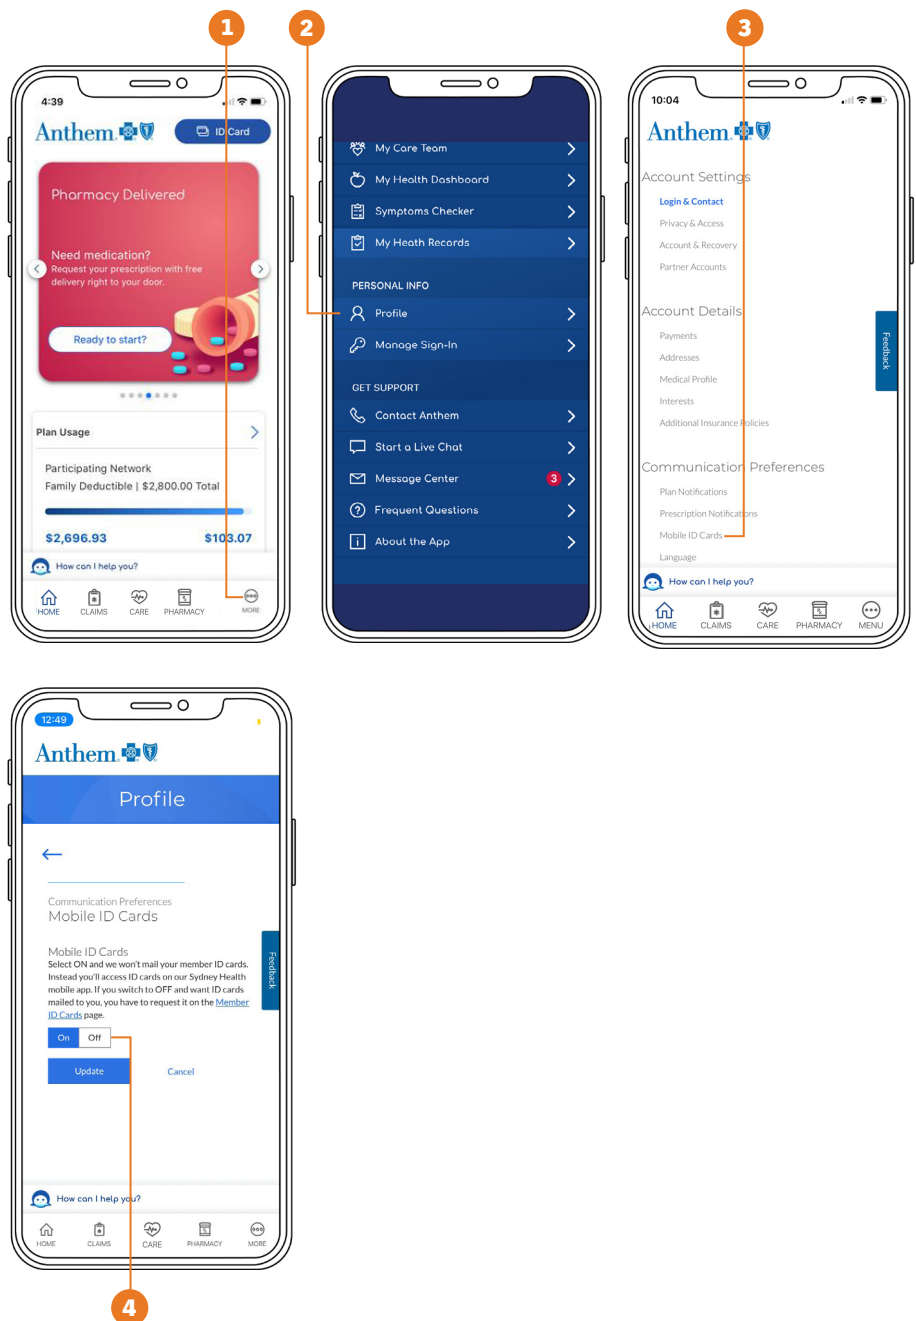 1
2
3
4:39
Anthem
ID Card
Pharmacy Delivered
Need medication?
Request your prescription with free
delivery right to your door.
Ready to start?
Plan Usage
Participating Network
Family Deductible | $2,800.00 Total
$2,696.93 $103.07
How can I help you?
HOME CLAIMS CARE PHARMACY MORE
My Care Team
My Health Dashboard
Symptoms Checker
My Heath Records
PERSONAL INFO
Profile
Manage Sign-In
GET SUPPORT
Contact Anthem
Start a Live Chat
Message Center 3
Frequent Questions
About the App
10:04
Anthem
Account Settings
Login & Contact
Privacy & Access
Account & Recovery
Partner Accounts
Account Details
Payments
Addresses
Medical Profile
Interests
Additional Insurance Policies
Feedback
Communication Preferences
Plan Notifications
Prescription Notifications
Mobile ID Cards
Language
How can I help you?
HOME CLAIMS CARE PHARMACY MENU
12:49
Anthem
Profile
Communication Preferences
Mobile ID Cards
Mobile ID Cards
Select ON and we won't mail your member ID cards.
Instead you'll access ID cards on our Sydney Health
mobile app. If you switch to OFF and want ID cards
mailed to you, you have to request it on the Member
ID Cards page.
On Off
Update Cancel
Feedback
How can I help you?
HOME CLAIMS CARE PHARMACY MORE
4